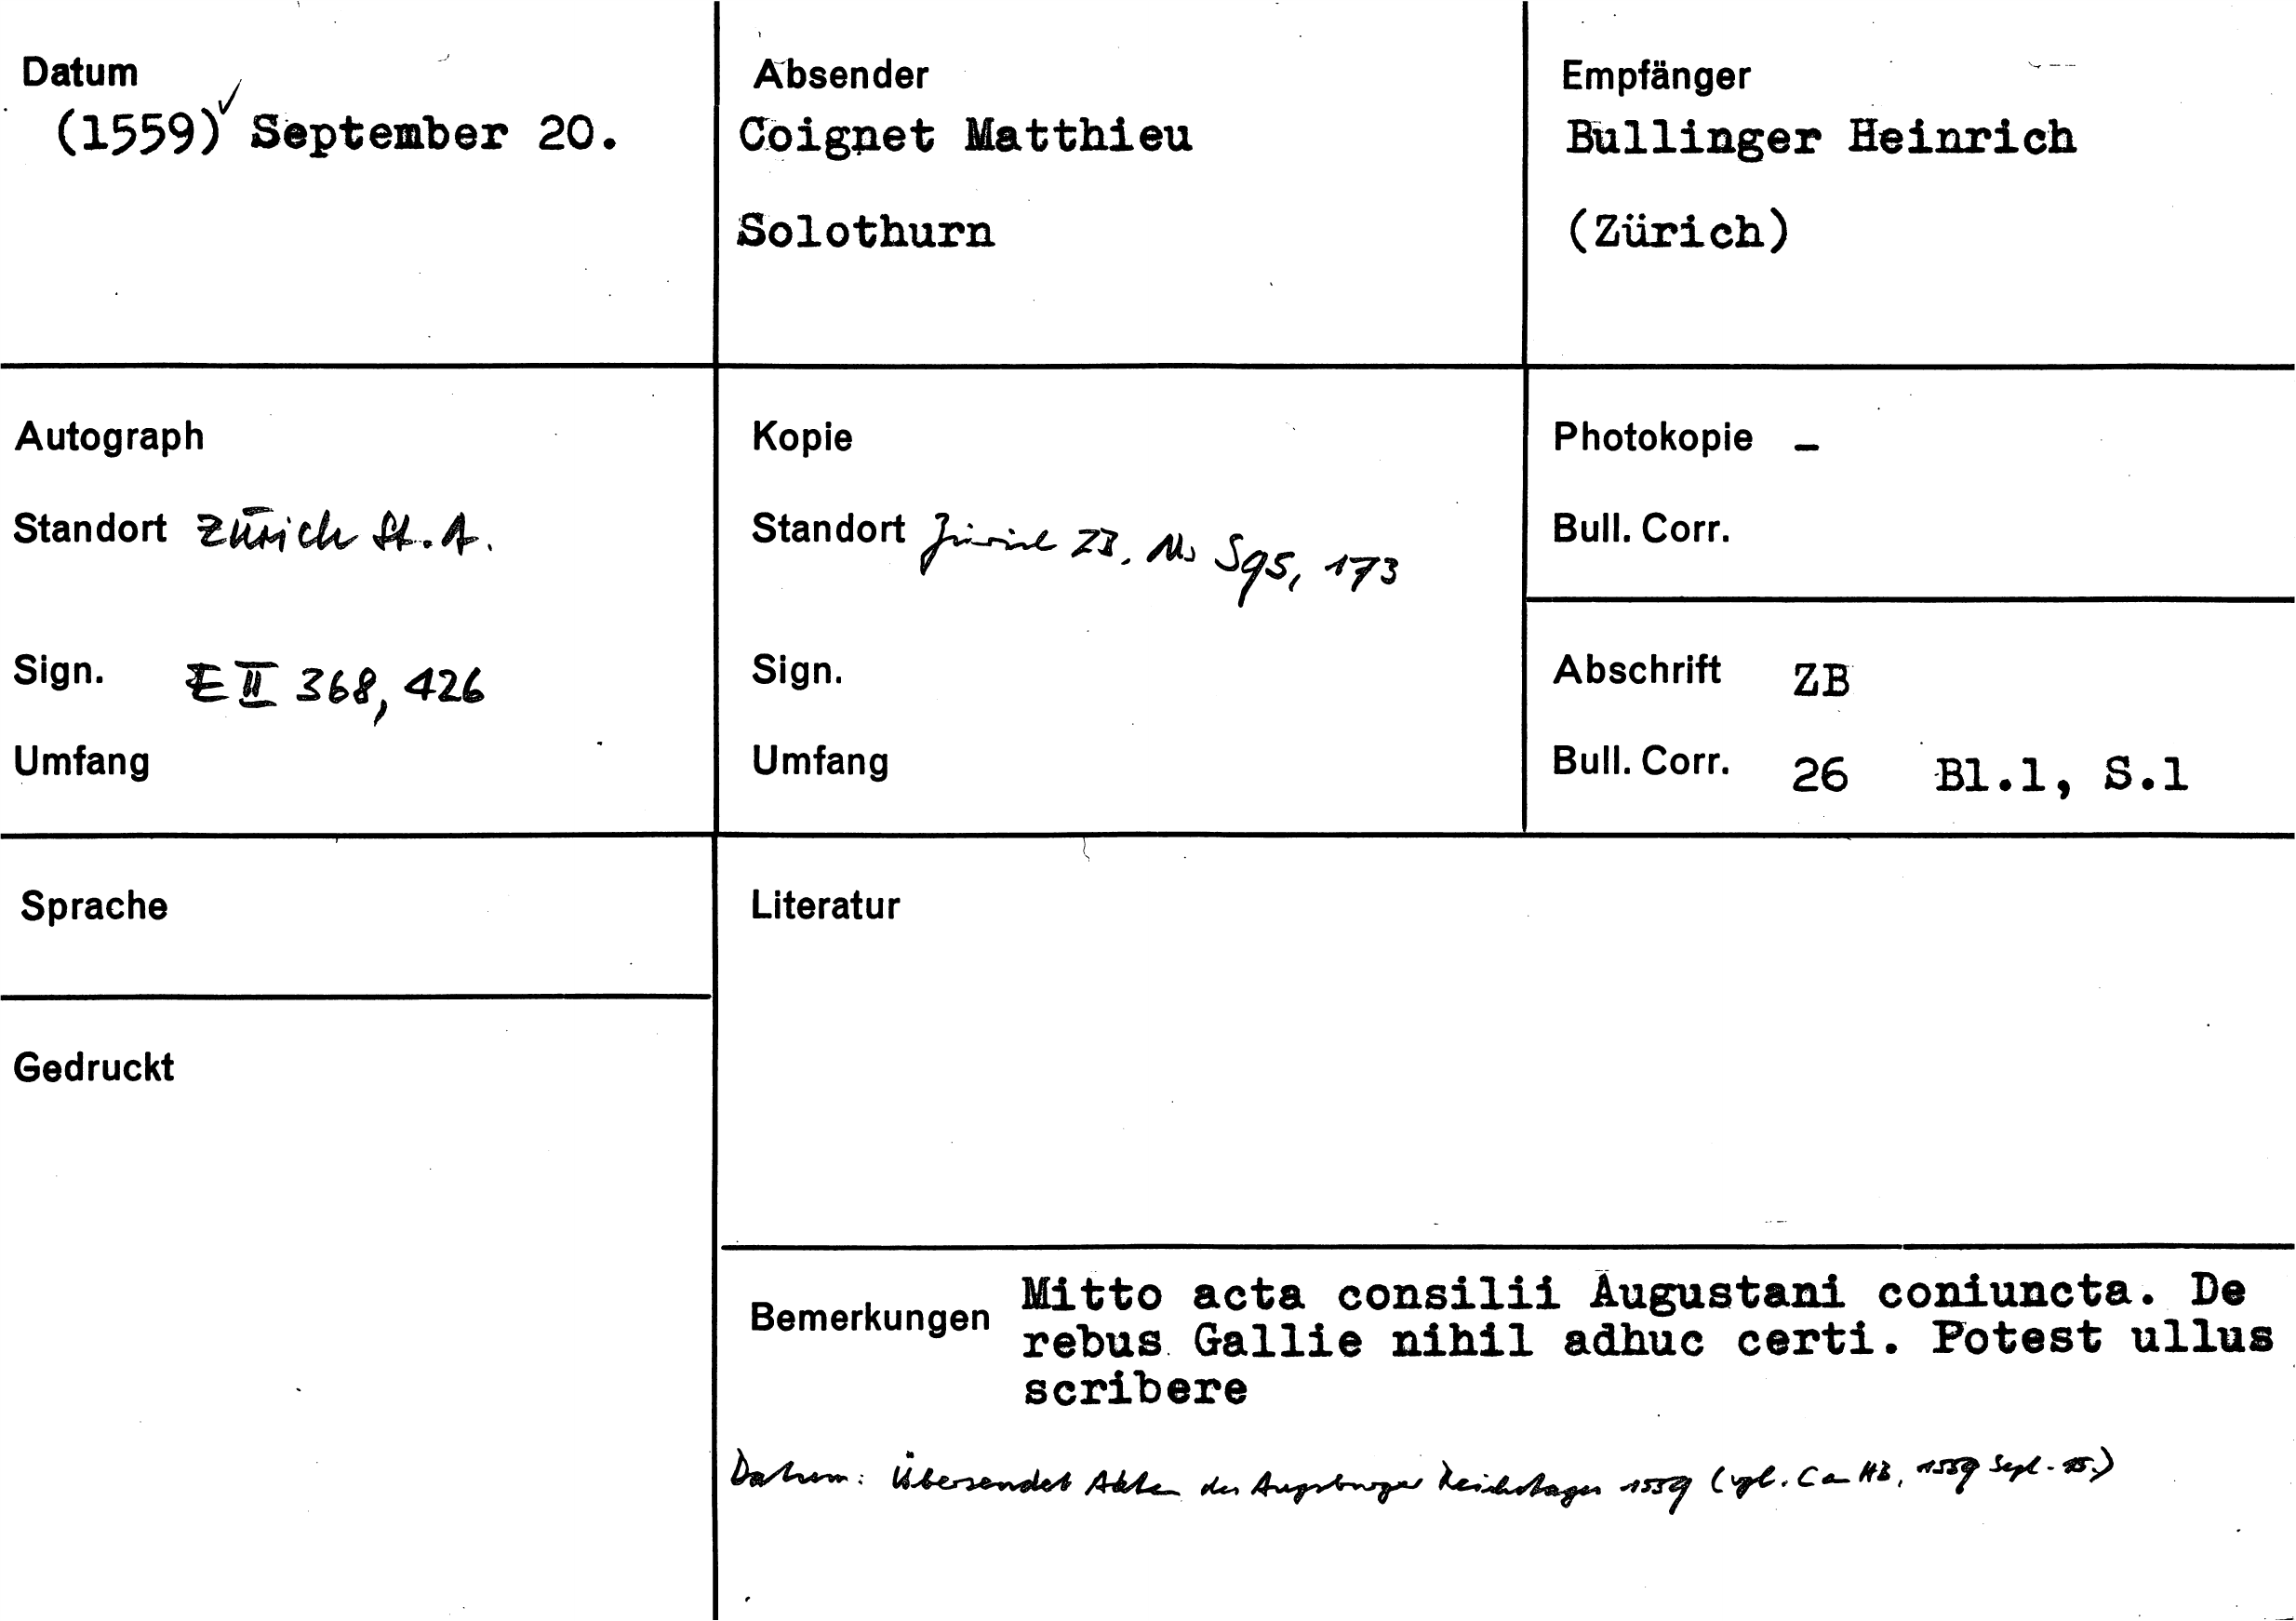 Datum
(1559)✓ September 20.
Absender
Coignet Matthieu
Solothurn
Empfänger
Bullinger Heinrich
(Zürich)
Autograph
Standort Zürich St.A.
Sign. E II 368, 426
Umfang
Kopie
Standort Zürich ZB, Ms S 95, 173
Sign.
Umfang
Photokopie –
Bull. Corr.
Abschrift ZB
Bull. Corr. 26 Bl.1, S.1
Sprache
Gedruckt
Literatur
Bemerkungen Mitto acta consilii Augustani coniuncta. De
rebus Gallie nihil adhuc certi. Potest ullus
scribere
Datum: Übersendet Akten des Augsburger Reichstages 1559 (vgl. C an HB, 1559 Sept. 15.)